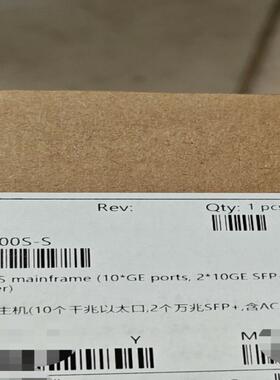 Rev: Qty: 1 pcs
00S-S
S mainframe (10*GE ports, 2*10GE SFP
er)
主机(10个千兆以太口,2个万兆SFP+,含AC
Y M